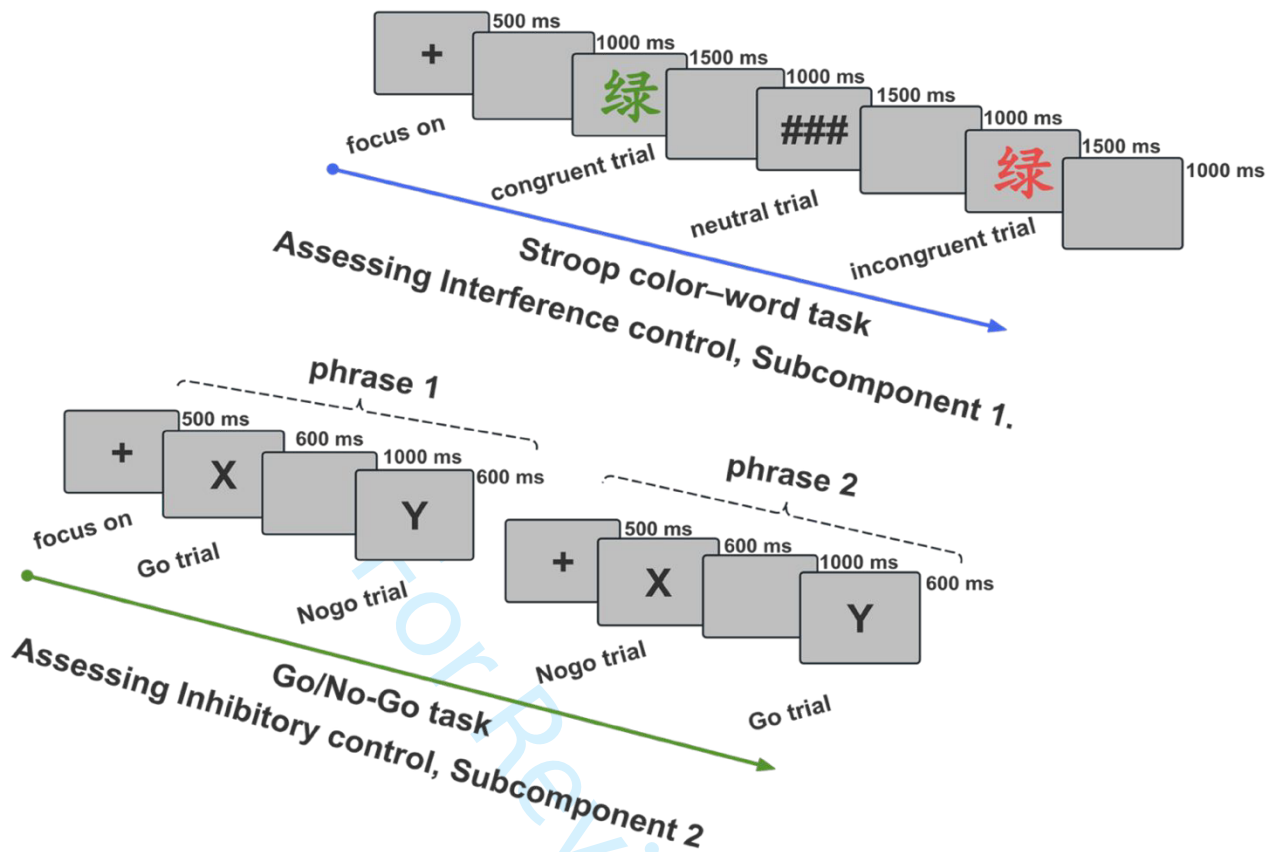 +
500 ms
1000 ms
绿
1500 ms
1000 ms
###
1500 ms
1000 ms
绿
1500 ms
1000 ms
focus on
congruent trial
neutral trial
incongruent trial
Stroop color–word task
Assessing Interference control, Subcomponent 1.
phrase 1
+
500 ms
X
600 ms
1000 ms
Y
600 ms
focus on
Go trial
Nogo trial
phrase 2
+
500 ms
X
600 ms
1000 ms
Y
600 ms
Nogo trial
Go trial
Go/No-Go task
Assessing Inhibitory control, Subcomponent 2
For Revi